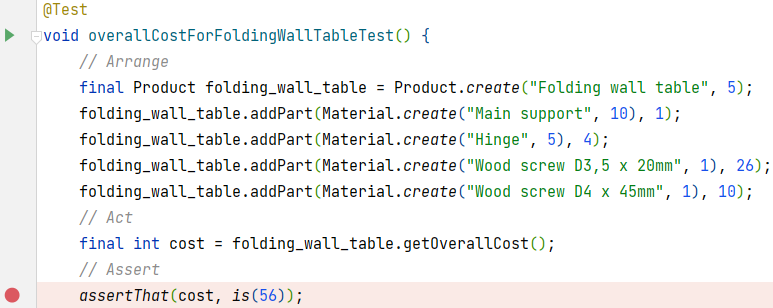 @Test
void overallCostForFoldingWallTableTest() {
// Arrange
final Product folding_wall_table = Product.create("Folding wall table", 5);
folding_wall_table.addPart(Material.create("Main support", 10), 1);
folding_wall_table.addPart(Material.create("Hinge", 5), 4);
folding_wall_table.addPart(Material.create("Wood screw D3,5 x 20mm", 1), 26);
folding_wall_table.addPart(Material.create("Wood screw D4 x 45mm", 1), 10);
// Act
final int cost = folding_wall_table.getOverallCost();
// Assert
assertThat(cost, is(56));